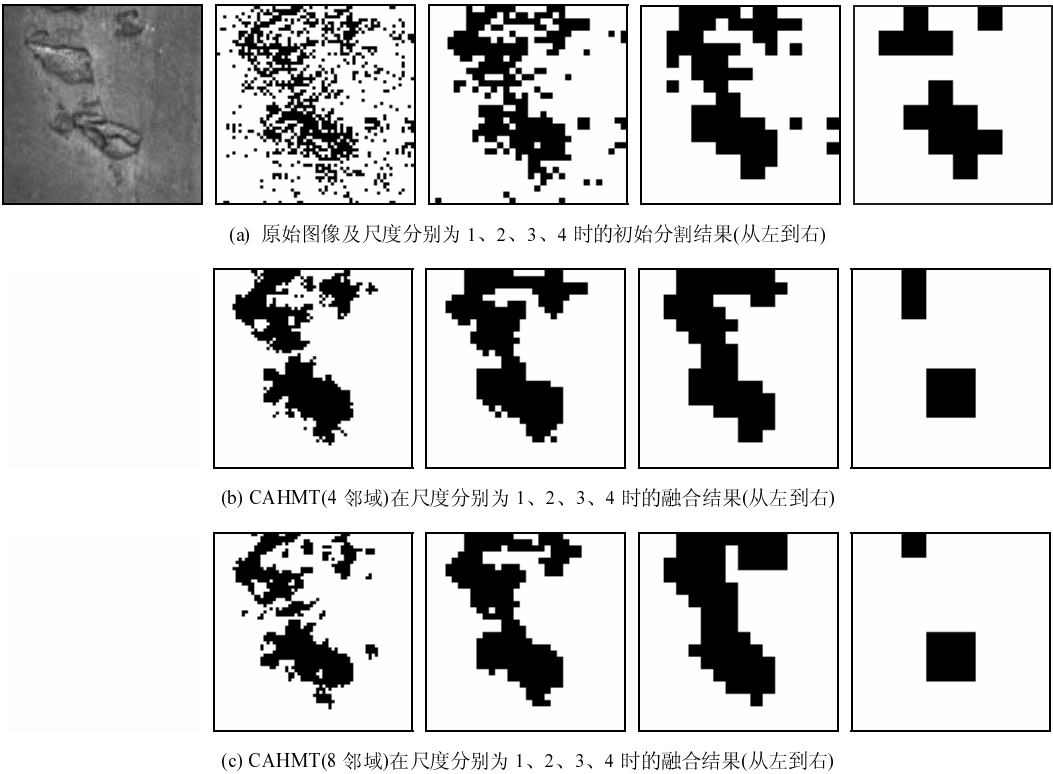 (a) 原始图像及尺度分别为 1、2、3、4 时的初始分割结果(从左到右)
(b) CAHMT(4 邻域)在尺度分别为 1、2、3、4 时的融合结果(从左到右)
(c) CAHMT(8 邻域)在尺度分别为 1、2、3、4 时的融合结果(从左到右)